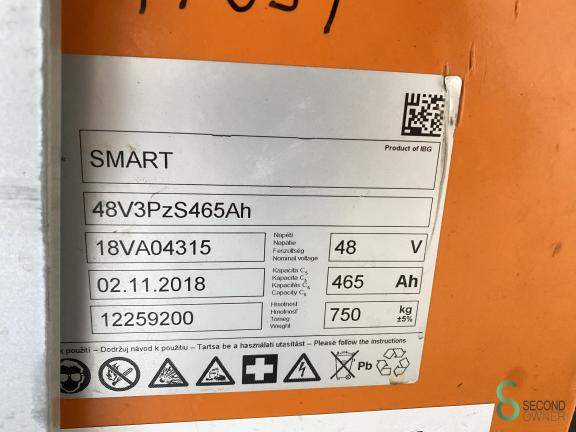 Product of IBG
SMART
48V3PzS465Ah
18VA04315
Napětí
Napätie
Feszültség
Nominal voltage
48 V
02.11.2018
Kapacita C5
Kapacita C5
Kapacitás C5
Capacity C5
465 Ah
12259200
Hmotnost
Hmotnosť
Tömeg
Weight
750 kg ±5%
k použití – Dodržuj návod k použití – Tartsa be a használati utasítást – Please follow the instructions
Pb
SECOND
OWNER